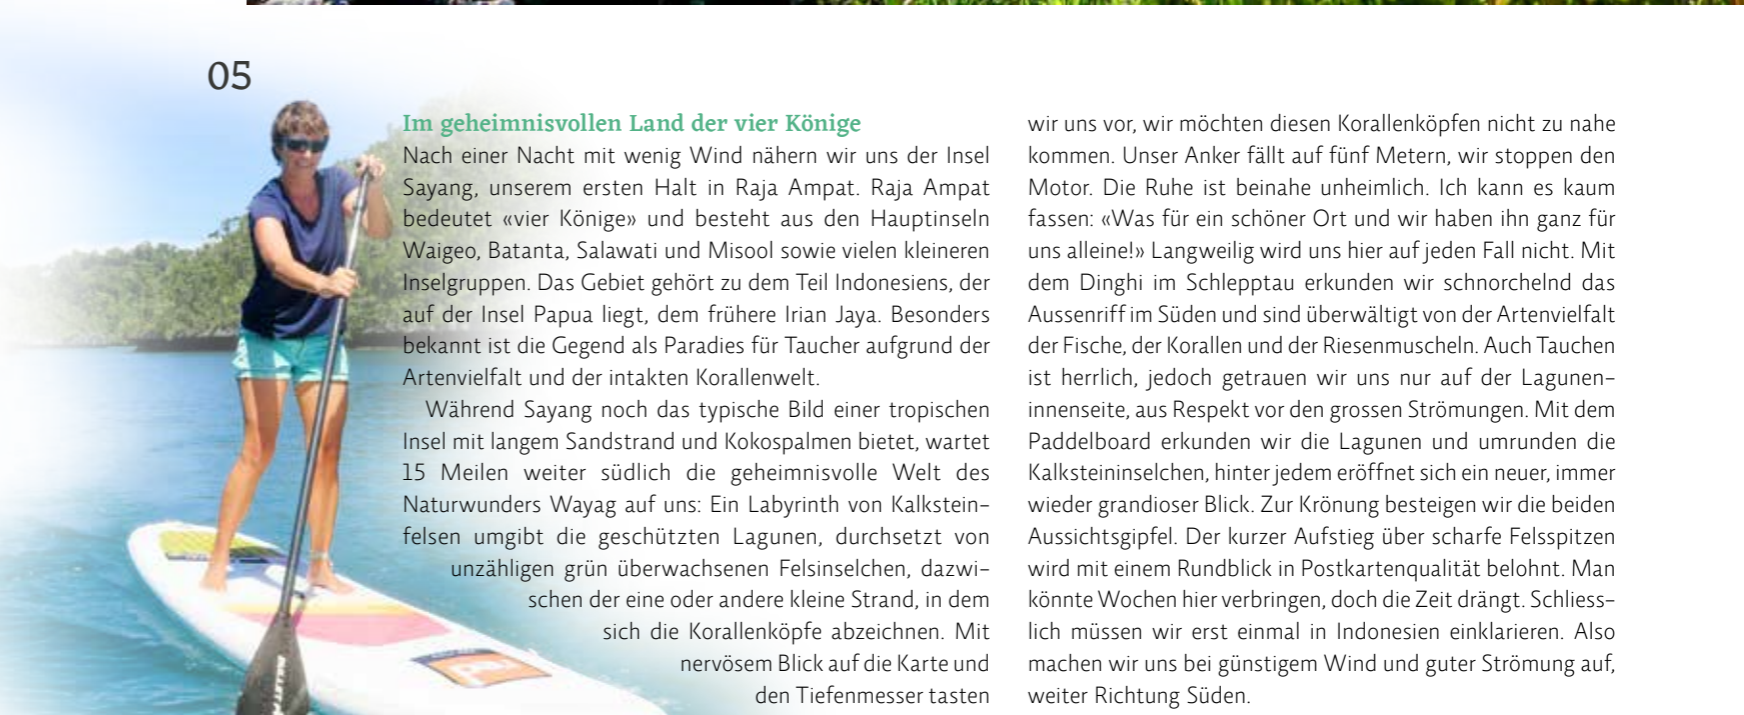 05
Im geheimnisvollen Land der vier Könige
Nach einer Nacht mit wenig Wind nähern wir uns der Insel
Sayang, unserem ersten Halt in Raja Ampat. Raja Ampat
bedeutet «vier Könige» und besteht aus den Hauptinseln
Waigeo, Batanta, Salawati und Misool sowie vielen kleineren
Inselgruppen. Das Gebiet gehört zu dem Teil Indonesiens, der
auf der Insel Papua liegt, dem frühere Irian Jaya. Besonders
bekannt ist die Gegend als Paradies für Taucher aufgrund der
Artenvielfalt und der intakten Korallenwelt.
Während Sayang noch das typische Bild einer tropischen
Insel mit langem Sandstrand und Kokospalmen bietet, wartet
15 Meilen weiter südlich die geheimnisvolle Welt des
Naturwunders Wayag auf uns: Ein Labyrinth von Kalkstein-
felsen umgibt die geschützten Lagunen, durchsetzt von
unzähligen grün überwachsenen Felsinselchen, dazwi-
schen der eine oder andere kleine Strand, in dem
sich die Korallenköpfe abzeichnen. Mit
nervösem Blick auf die Karte und
den Tiefenmesser tasten
wir uns vor, wir möchten diesen Korallenköpfen nicht zu nahe
kommen. Unser Anker fällt auf fünf Metern, wir stoppen den
Motor. Die Ruhe ist beinahe unheimlich. Ich kann es kaum
fassen: «Was für ein schöner Ort und wir haben ihn ganz für
uns alleine!» Langweilig wird uns hier auf jeden Fall nicht. Mit
dem Dinghi im Schlepptau erkunden wir schnorchelnd das
Aussenriff im Süden und sind überwältigt von der Artenvielfalt
der Fische, der Korallen und der Riesenmuscheln. Auch Tauchen
ist herrlich, jedoch getrauen wir uns nur auf der Lagunen-
innenseite, aus Respekt vor den grossen Strömungen. Mit dem
Paddelboard erkunden wir die Lagunen und umrunden die
Kalksteininselchen, hinter jedem eröffnet sich ein neuer, immer
wieder grandioser Blick. Zur Krönung besteigen wir die beiden
Aussichtsgipfel. Der kurzer Aufstieg über scharfe Felsspitzen
wird mit einem Rundblick in Postkartenqualität belohnt. Man
könnte Wochen hier verbringen, doch die Zeit drängt. Schliess-
lich müssen wir erst einmal in Indonesien einklarieren. Also
machen wir uns bei günstigem Wind und guter Strömung auf,
weiter Richtung Süden.